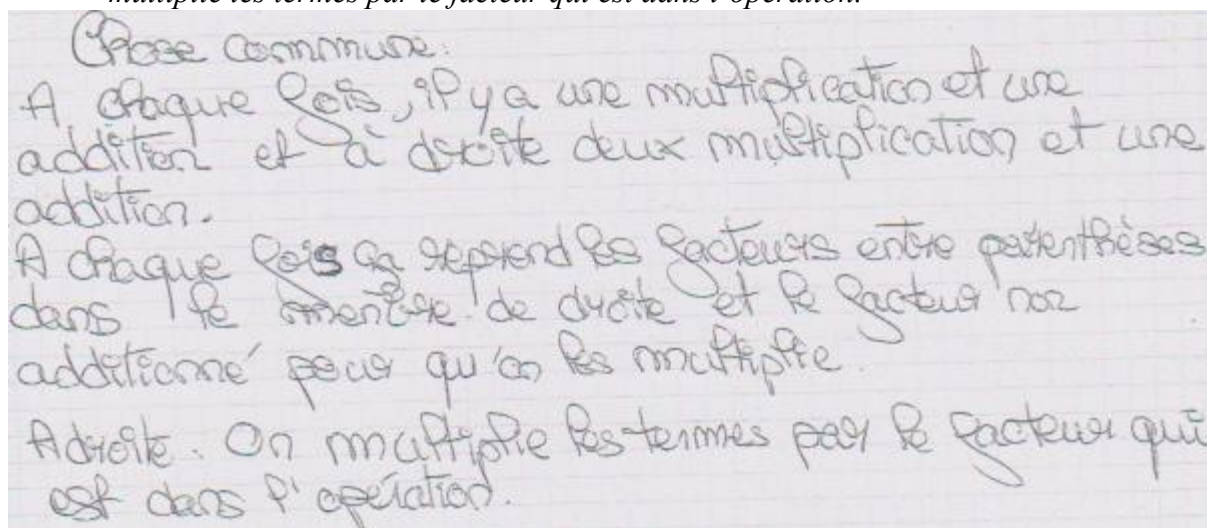 multiplie les termes par le facteur qui est dans l'opération.
Chose commune:
A chaque fois, il y a une multiplication et une
addition et à droite deux multiplication et une
addition.
A chaque fois ça reprend les facteurs entre parenthèses
dans le membre de droite et le facteur non
additionné pour qu'on les multiplie.
A droite. On multiplie les termes par le facteur qui
est dans l'opération.